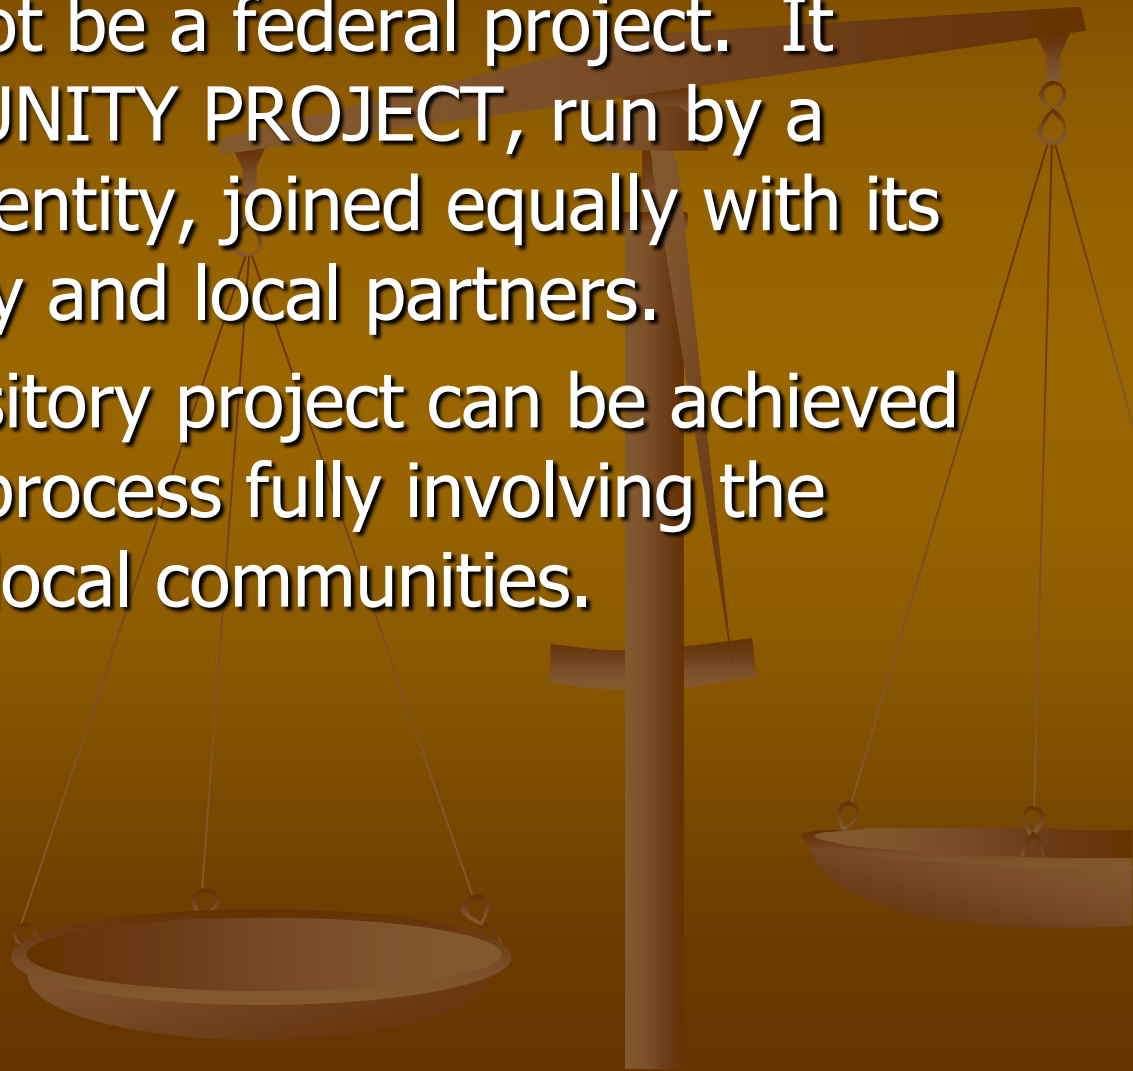 ot be a federal project. It
UNITY PROJECT, run by a
entity, joined equally with its
y and local partners.
sitory project can be achieved
process fully involving the
local communities.